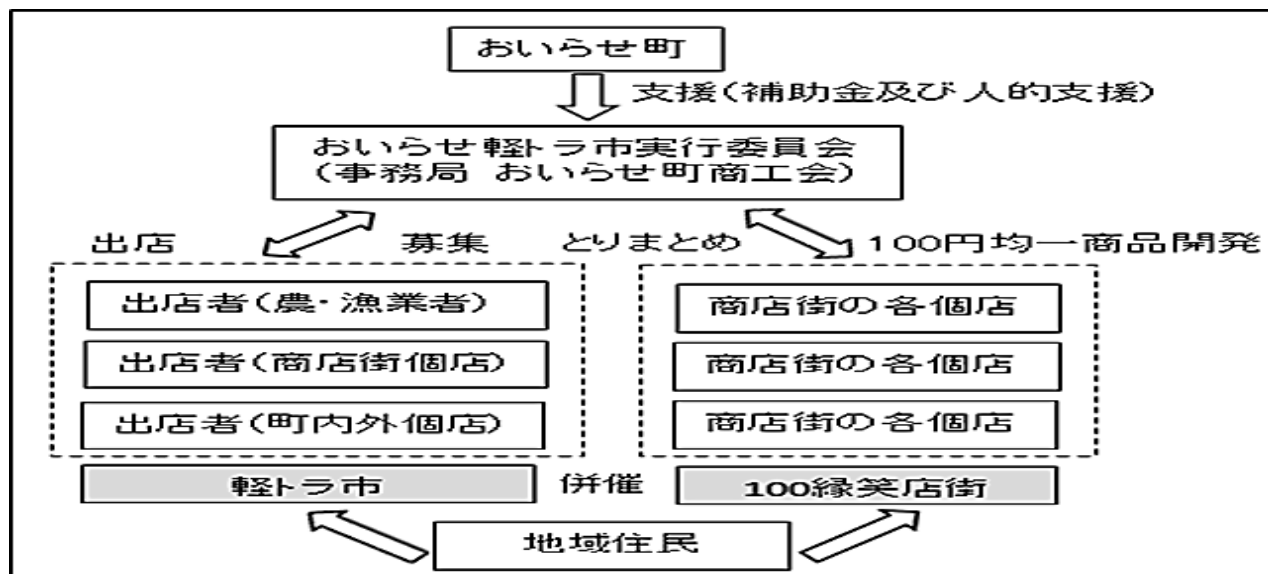 おいらせ町
支援（補助金及び人的支援）
おいらせ軽トラ市実行委員会
（事務局 おいらせ町商工会）
出店 募集 とりまとめ 100円均一商品開発
出店者（農・漁業者）
出店者（商店街個店）
出店者（町内外個店）
商店街の各個店
商店街の各個店
商店街の各個店
軽トラ市 併催 100縁笑店街
地域住民